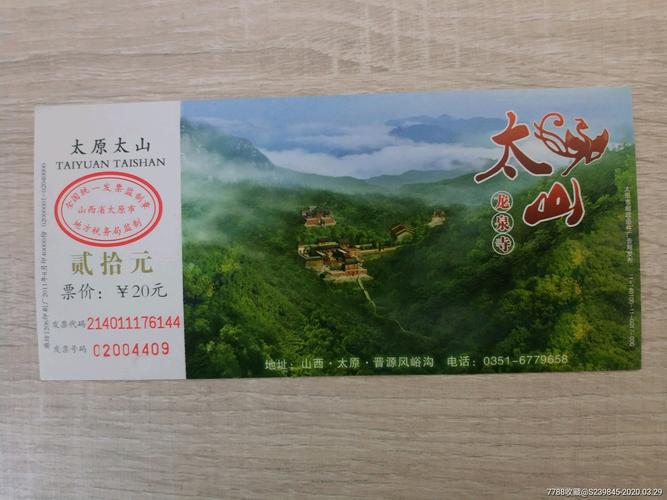 太原太山
TAIYUAN TAISHAN
全国统一发票监制章
山西省太原市
地方税务局监制
贰拾元
票价：￥20元
发票代码 214011176144
发票号码 02004409
太山
龙泉寺
地址：山西·太原·晋源风峪沟 电话：0351-6779658
7788收藏@S239845-2020.03.29